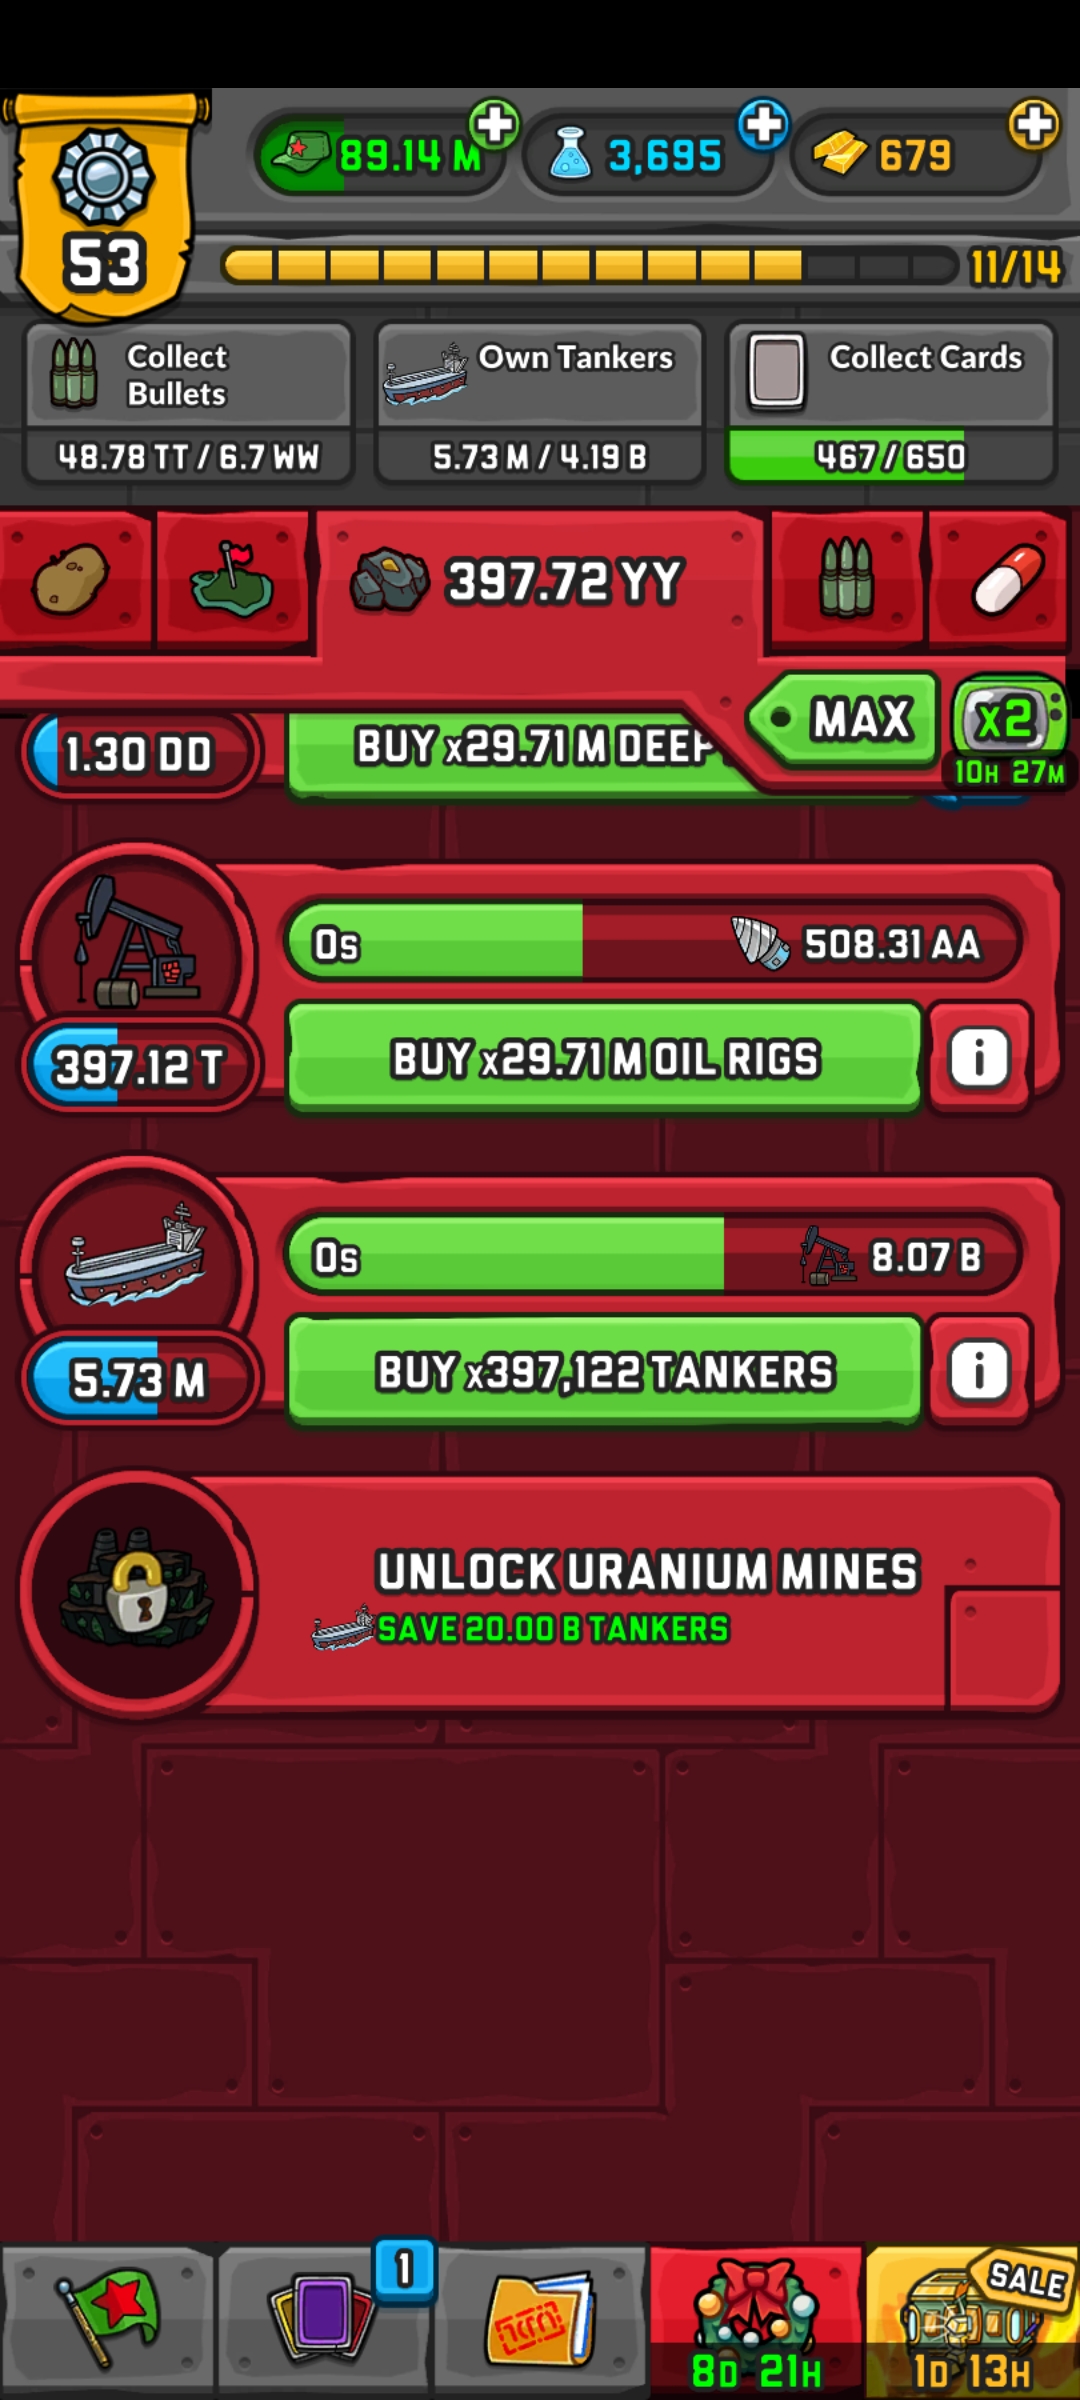 89.14 M
3,695
679
53
11/14
Collect
Bullets
48.78 TT / 6.7 WW
Own Tankers
5.73 M / 4.19 B
Collect Cards
467 / 650
397.72 YY
MAX
x2
10H 27M
1.30 DD
BUY x29.71 M DEEP
0s
508.31 AA
397.12 T
BUY x29.71 M OIL RIGS
i
0s
8.07 B
5.73 M
BUY x397,122 TANKERS
i
UNLOCK URANIUM MINES
SAVE 20.00 B TANKERS
1
SALE
8D 21H
1D 13H